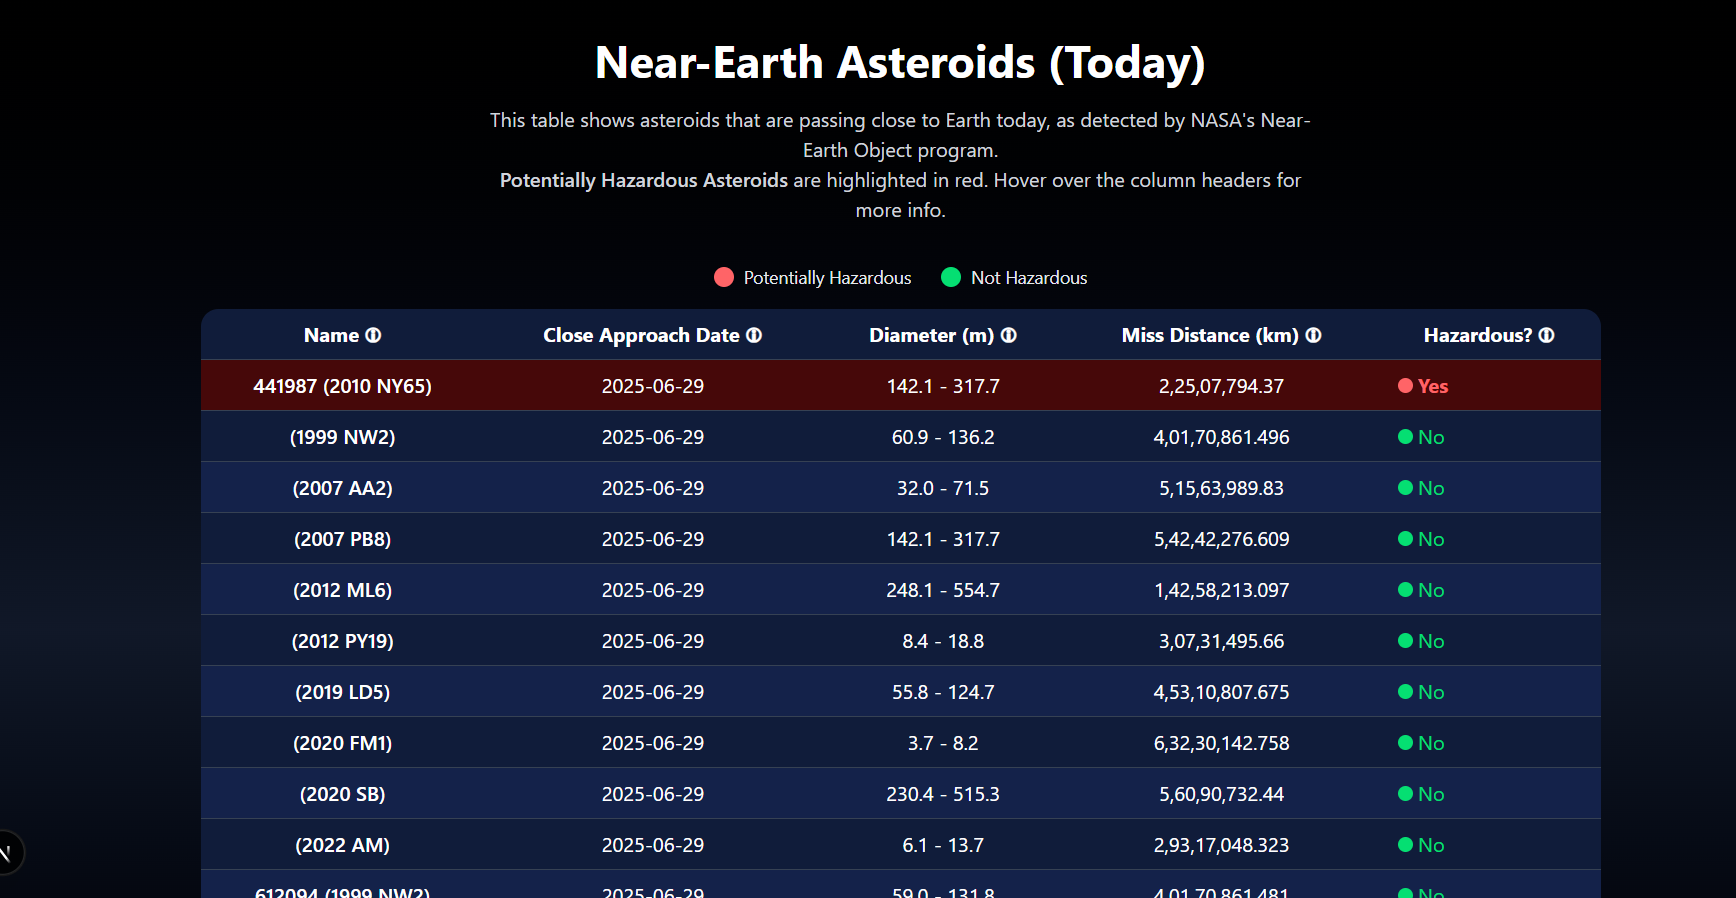 Near-Earth Asteroids (Today)
This table shows asteroids that are passing close to Earth today, as detected by NASA's Near-
Earth Object program.
Potentially Hazardous Asteroids are highlighted in red. Hover over the column headers for
more info.
Potentially Hazardous Not Hazardous
Name Close Approach Date Diameter (m) Miss Distance (km) Hazardous?
441987 (2010 NY65) 2025-06-29 142.1 - 317.7 2,25,07,794.37 Yes
(1999 NW2) 2025-06-29 60.9 - 136.2 4,01,70,861.496 No
(2007 AA2) 2025-06-29 32.0 - 71.5 5,15,63,989.83 No
(2007 PB8) 2025-06-29 142.1 - 317.7 5,42,42,276.609 No
(2012 ML6) 2025-06-29 248.1 - 554.7 1,42,58,213.097 No
(2012 PY19) 2025-06-29 8.4 - 18.8 3,07,31,495.66 No
(2019 LD5) 2025-06-29 55.8 - 124.7 4,53,10,807.675 No
(2020 FM1) 2025-06-29 3.7 - 8.2 6,32,30,142.758 No
(2020 SB) 2025-06-29 230.4 - 515.3 5,60,90,732.44 No
(2022 AM) 2025-06-29 6.1 - 13.7 2,93,17,048.323 No
612094 (1999 NW2) 2025-06-29 59.0 - 131.8 4,01,70,861.481 No